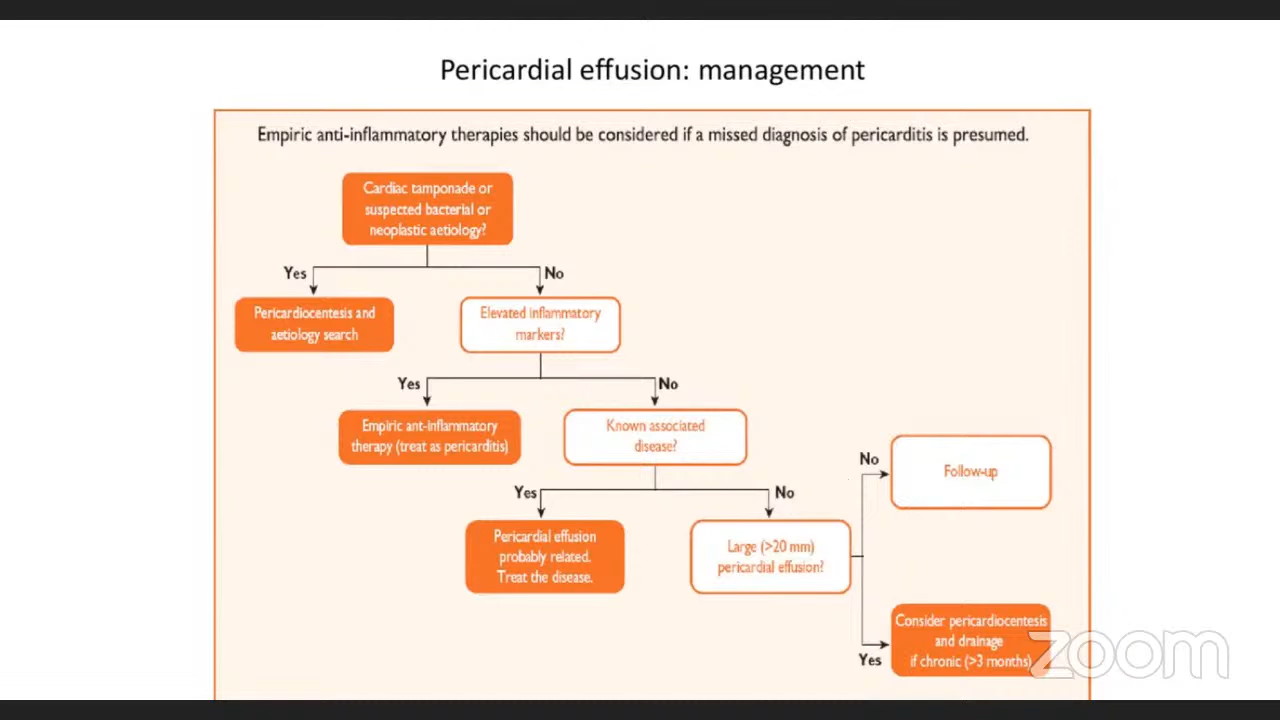 Pericardial effusion: management
Empiric anti-inflammatory therapies should be considered if a missed diagnosis of pericarditis is presumed.
Cardiac tamponade or
suspected bacterial or
neoplastic aetiology?
Yes
No
Pericardiocentesis and
aetiology search
Elevated inflammatory
markers?
Yes
No
Empiric ant-inflammatory
therapy (treat as pericarditis)
Known associated
disease?
Yes
No
Pericardial effusion
probably related.
Treat the disease.
Large (>20 mm)
pericardial effusion?
No
Follow-up
Yes
Consider pericardiocentesis
and drainage
if chronic (>3 months)
zoom